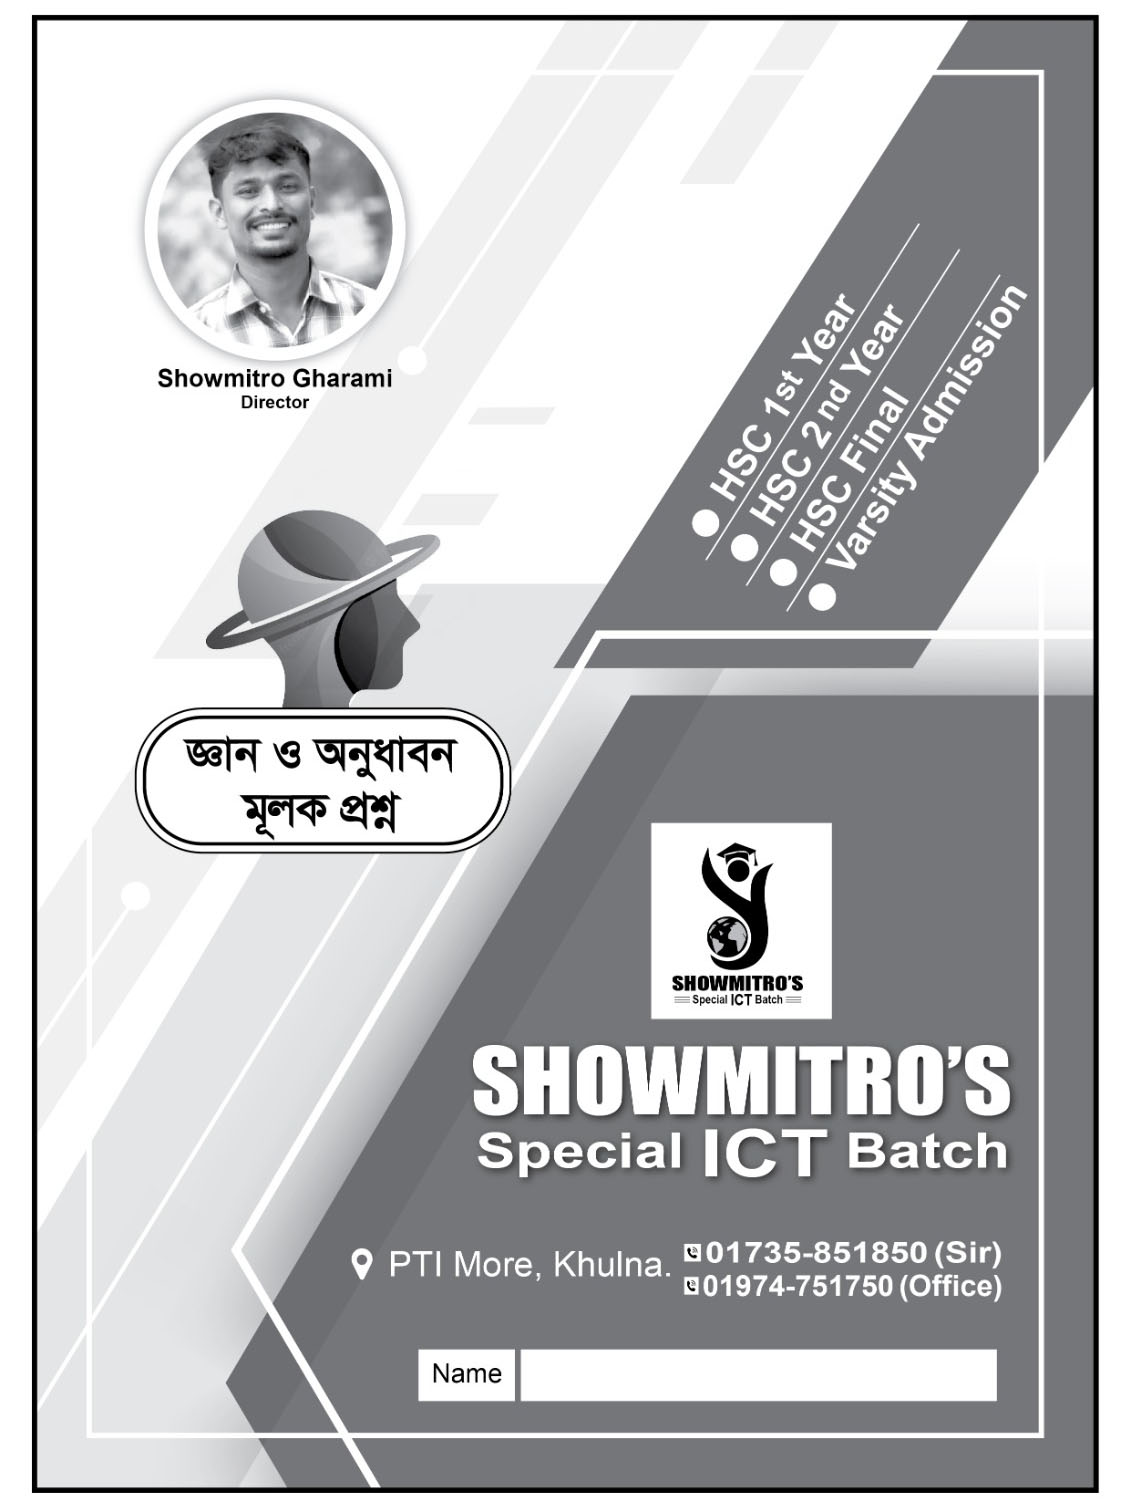 Showmitro Gharami
Director
HSC 1st Year
HSC 2nd Year
HSC Final
Varsity Admission
জ্ঞান ও অনুধাবন
মূলক প্রশ্ন
SHOWMITRO'S
Special ICT Batch
SHOWMITRO'S
Special ICT Batch
PTI More, Khulna.
01735-851850 (Sir)
01974-751750 (Office)
Name